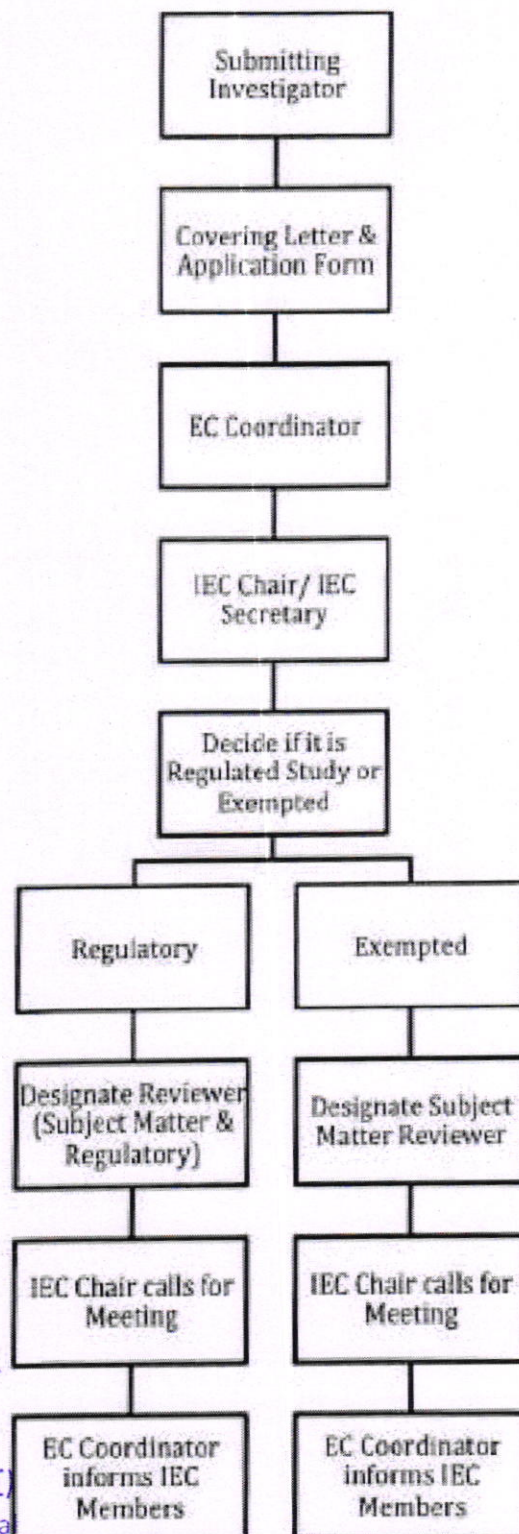 Submitting
Investigator
Covering Letter &
Application Form
EC Coordinator
IEC Chair/ IEC
Secretary
Decide if it is
Regulated Study or
Exempted
Regulatory
Exempted
Designate Reviewer
(Subject Matter &
Regulatory)
Designate Subject
Matter Reviewer
IEC Chair calls for
Meeting
IEC Chair calls for
Meeting
EC Coordinator
informs IEC
Members
EC Coordinator
informs IEC
Members